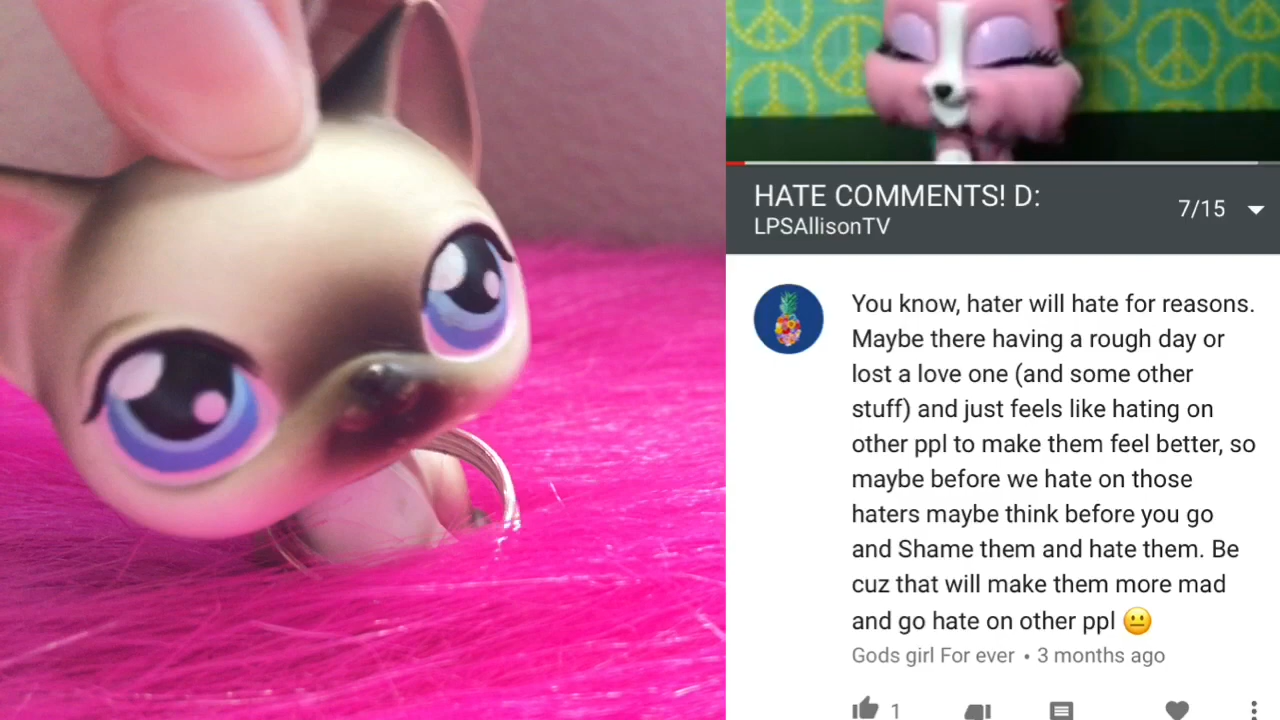 HATE COMMENTS! D:
LPSAllisonTV
7/15
You know, hater will hate for reasons.
Maybe there having a rough day or
lost a love one (and some other
stuff) and just feels like hating on
other ppl to make them feel better, so
maybe before we hate on those
haters maybe think before you go
and Shame them and hate them. Be
cuz that will make them more mad
and go hate on other ppl 😐
Gods girl For ever • 3 months ago
1